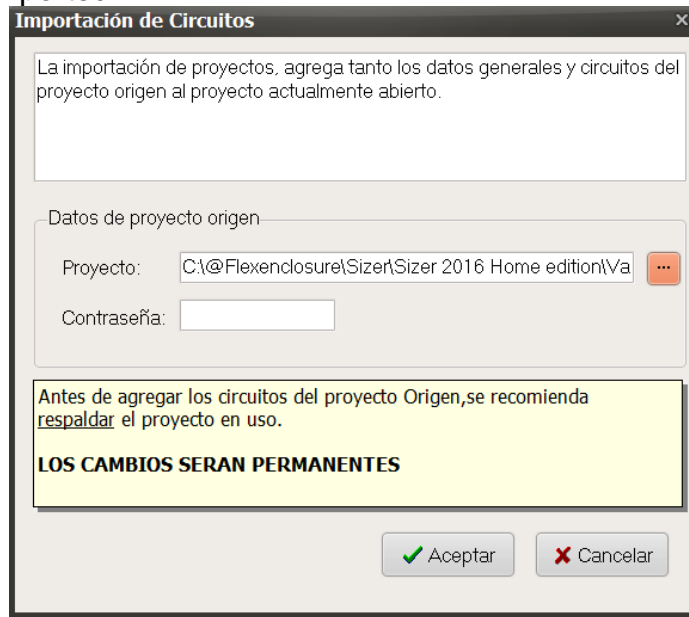 Importación de Circuitos
La importación de proyectos, agrega tanto los datos generales y circuitos del
proyecto origen al proyecto actualmente abierto.
Datos de proyecto origen
Proyecto: C:\@Flexenclosure\Sizer\Sizer 2016 Home edition\Va ...
Contraseña:
Antes de agregar los circuitos del proyecto Origen,se recomienda
respaldar el proyecto en uso.
LOS CAMBIOS SERAN PERMANENTES
Aceptar Cancelar